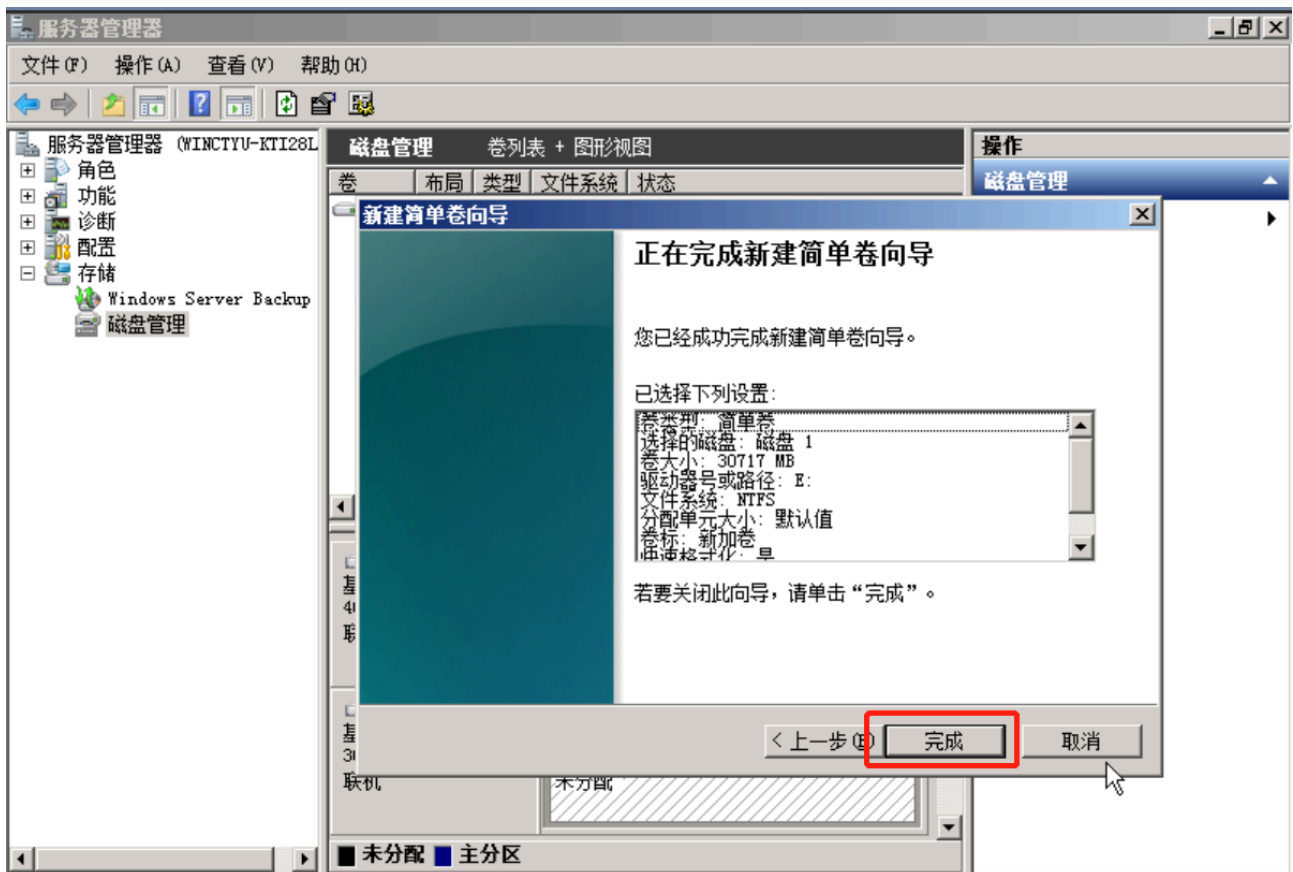 服务器管理器
文件(F) 操作(A) 查看(V) 帮助(H)
服务器管理器 (WINCTYU-KTI28L
角色
功能
诊断
配置
存储
Windows Server Backup
磁盘管理
磁盘管理 卷列表 + 图形视图
卷 布局 类型 文件系统 状态
操作
磁盘管理
新建简单卷向导
正在完成新建简单卷向导
您已经成功完成新建简单卷向导。
已选择下列设置:
卷类型: 简单卷
选择的磁盘: 磁盘 1
卷大小: 30717 MB
驱动器号或路径: E:
文件系统: NTFS
分配单元大小: 默认值
卷标: 新加卷
快速格式化: 是
若要关闭此向导，请单击“完成”。
< 上一步(B) 完成 取消
联机 未分配
未分配 主分区